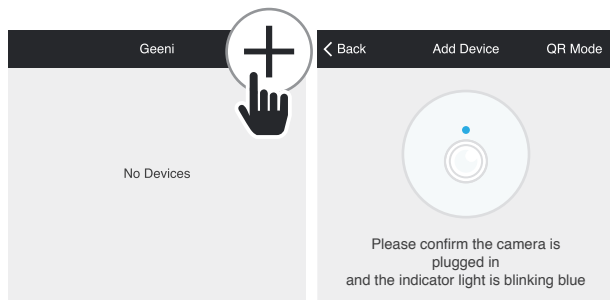 Geeni
No Devices
Back
Add Device
QR Mode
Please confirm the camera is
plugged in
and the indicator light is blinking blue